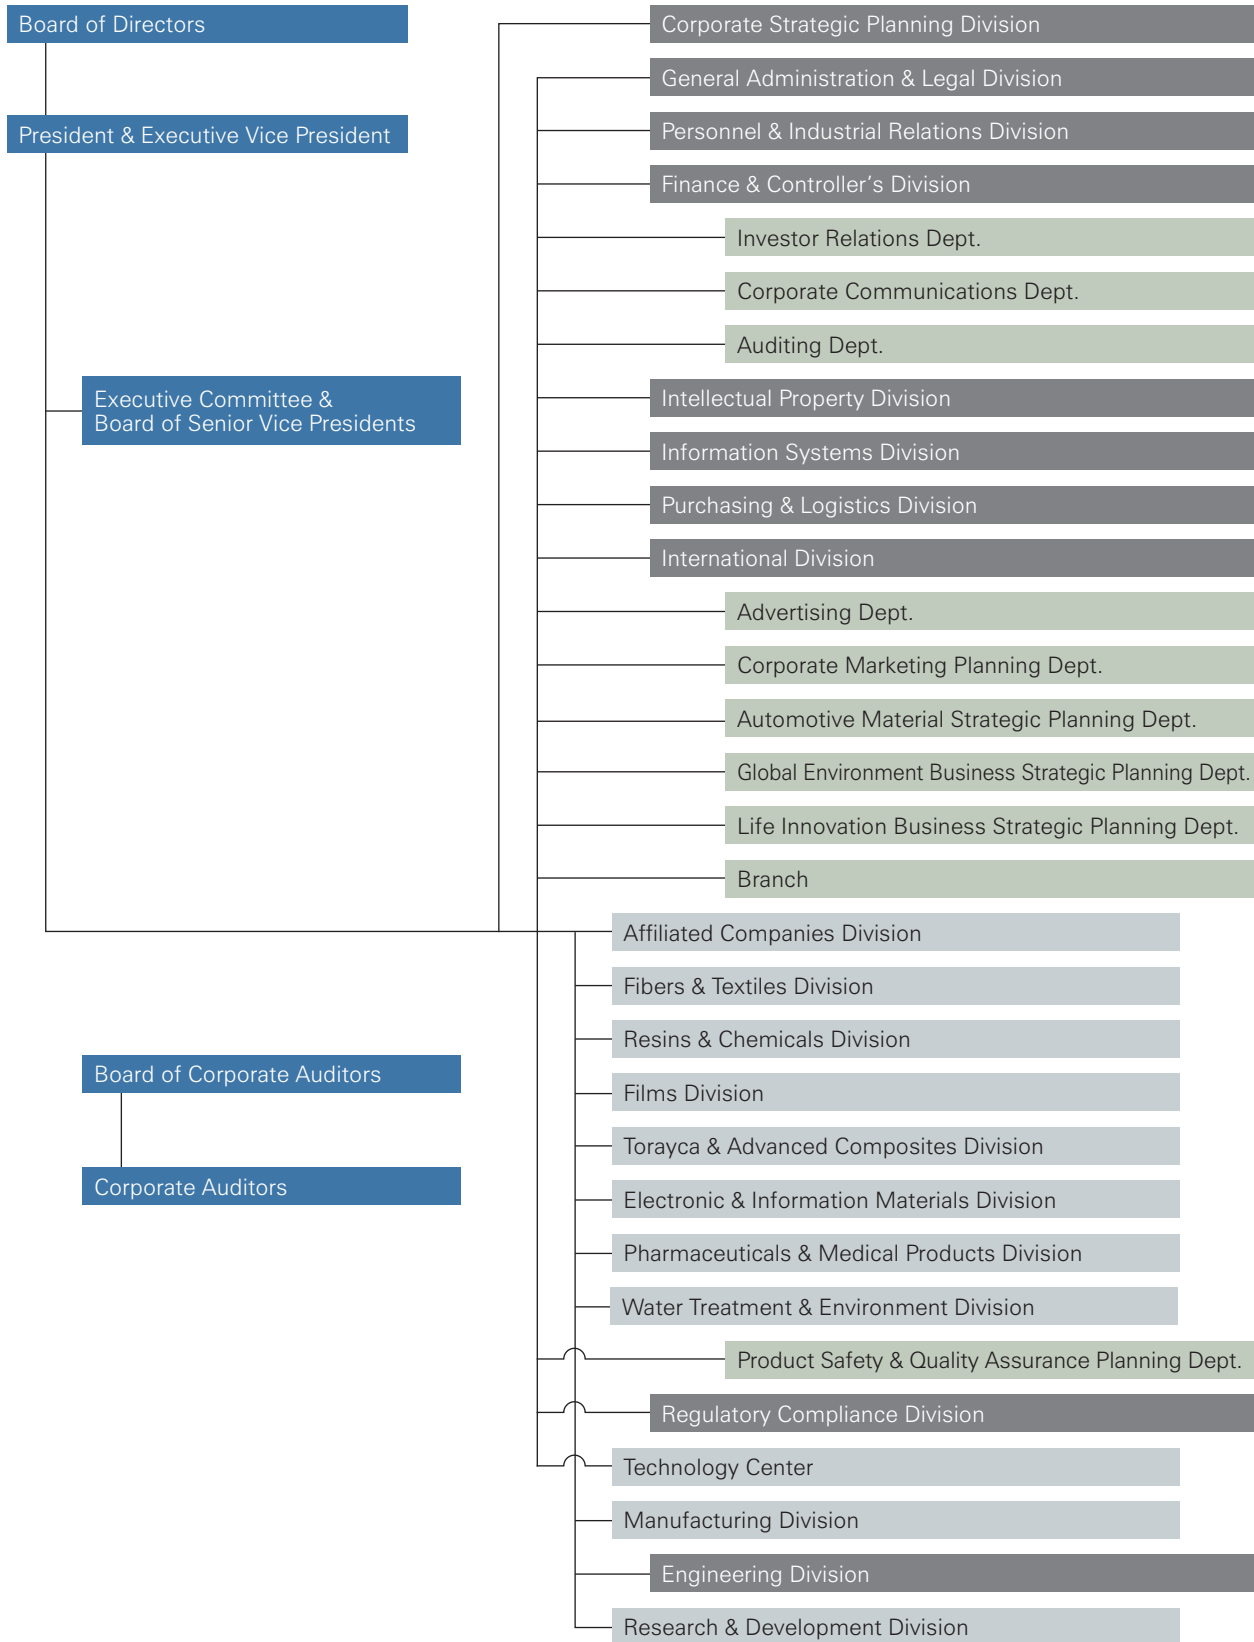 Board of Directors
President & Executive Vice President
Executive Committee &
Board of Senior Vice Presidents
Board of Corporate Auditors
Corporate Auditors
Corporate Strategic Planning Division
General Administration & Legal Division
Personnel & Industrial Relations Division
Finance & Controller's Division
Investor Relations Dept.
Corporate Communications Dept.
Auditing Dept.
Intellectual Property Division
Information Systems Division
Purchasing & Logistics Division
International Division
Advertising Dept.
Corporate Marketing Planning Dept.
Automotive Material Strategic Planning Dept.
Global Environment Business Strategic Planning Dept.
Life Innovation Business Strategic Planning Dept.
Branch
Affiliated Companies Division
Fibers & Textiles Division
Resins & Chemicals Division
Films Division
Torayca & Advanced Composites Division
Electronic & Information Materials Division
Pharmaceuticals & Medical Products Division
Water Treatment & Environment Division
Product Safety & Quality Assurance Planning Dept.
Regulatory Compliance Division
Technology Center
Manufacturing Division
Engineering Division
Research & Development Division